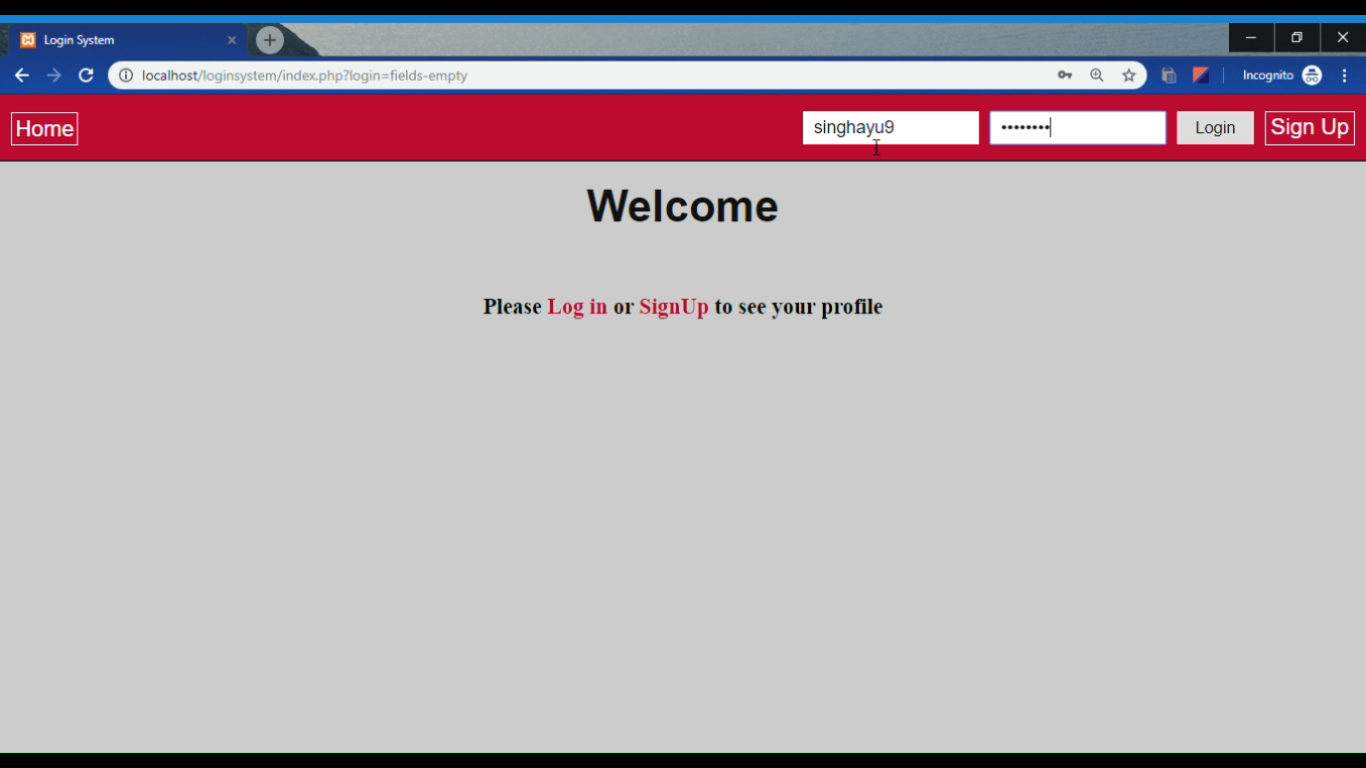 Login System
localhost/loginsystem/index.php?login=fields-empty
Incognito
Home
singhayu9
••••••••
Login
Sign Up
Welcome
Please Log in or SignUp to see your profile